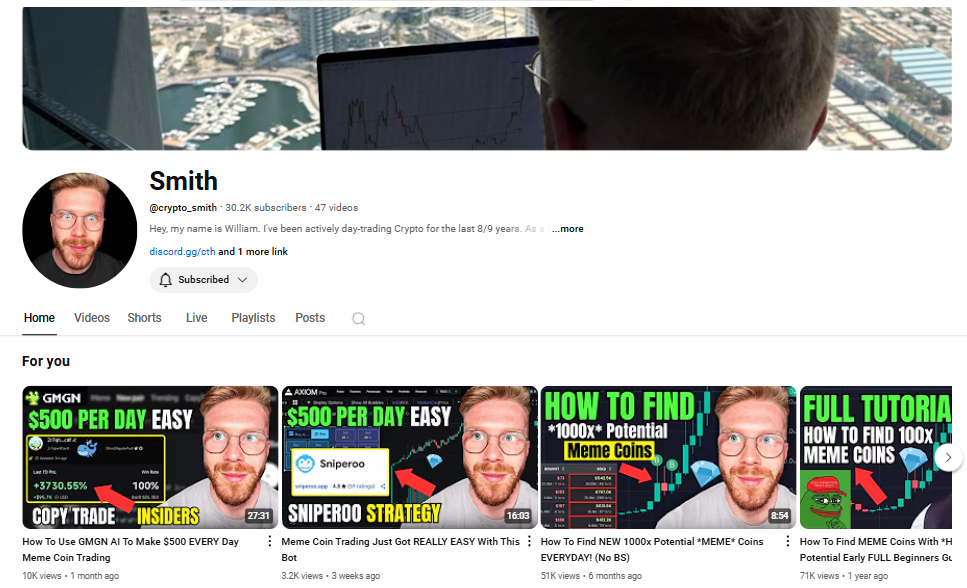 Smith
@crypto_smith · 30.2K subscribers · 47 videos
Hey, my name is William. I've been actively day-trading Crypto for the last 8/9 years. As a ...more
discord.gg/cth and 1 more link
Subscribed
Home Videos Shorts Live Playlists Posts
For you
GMGN
$500 PER DAY EASY
Last 7D PnL
Win Rate
+3730.55%
100%
COPY TRADE INSIDERS
27:31
AXIOM Pro
$500 PER DAY EASY
Sniperoo
sniperoo.app
SNIPEROO STRATEGY
16:03
HOW TO FIND
*1000x* Potential
Meme Coins
8:54
FULL TUTORIA
HOW TO FIND 100x
MEME COINS
How To Use GMGN AI To Make $500 EVERY Day
Meme Coin Trading
10K views • 1 month ago
Meme Coin Trading Just Got REALLY EASY With This
Bot
3.2K views • 3 weeks ago
How To Find NEW 1000x Potential *MEME* Coins
EVERYDAY! (No BS)
51K views • 6 months ago
How To Find MEME Coins With *H
Potential Early FULL Beginners Gu
71K views • 1 year ago